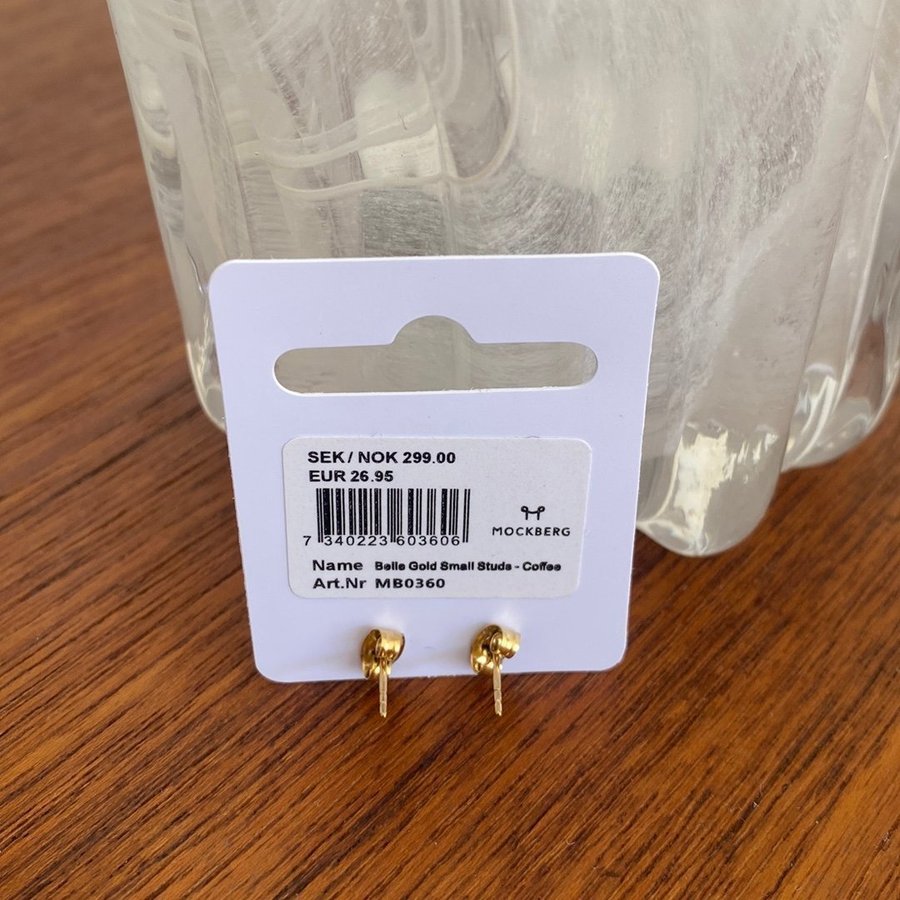 SEK / NOK 299.00
EUR 26.95
7 340223 603606
MOCKBERG
Name Belle Gold Small Studs - Coffee
Art.Nr MB0360